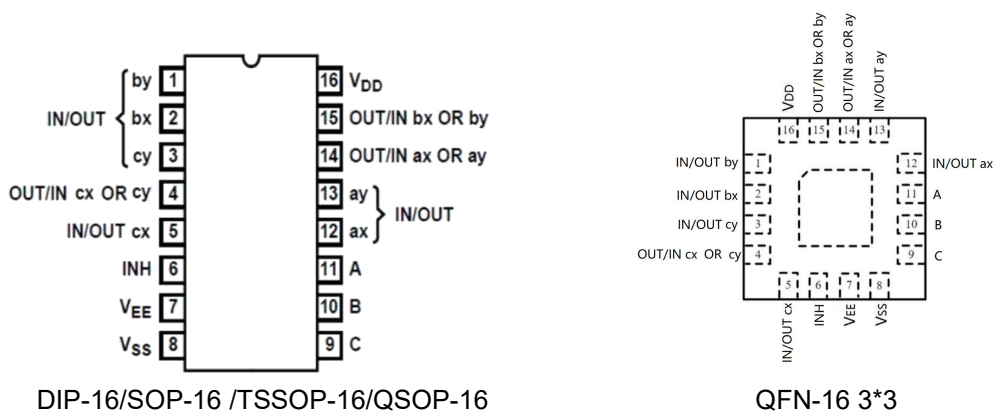 by 1 16 VDD
IN/OUT bx 2 15 OUT/IN bx OR by
cy 3 14 OUT/IN ax OR ay
OUT/IN cx OR cy 4 13 ay
IN/OUT
IN/OUT cx 5 12 ax
INH 6 11 A
VEE 7 10 B
VSS 8 9 C
DIP-16/SOP-16 /TSSOP-16/QSOP-16
VDD
OUT/IN bx OR by
OUT/IN ax OR ay
IN/OUT ay
16 15 14 13
IN/OUT by 1 12 IN/OUT ax
IN/OUT bx 2 11 A
IN/OUT cy 3 10 B
OUT/IN cx OR cy 4 9 C
5 6 7 8
IN/OUT cx
INH
VEE
VSS
QFN-16 3*3